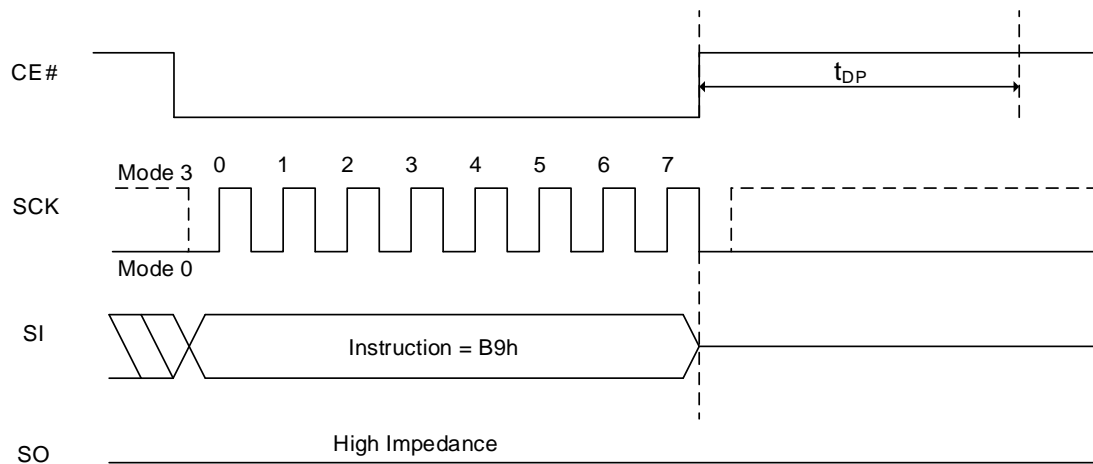 CE#
tDP
Mode 3
0 1 2 3 4 5 6 7
SCK
Mode 0
SI
Instruction = B9h
High Impedance
SO